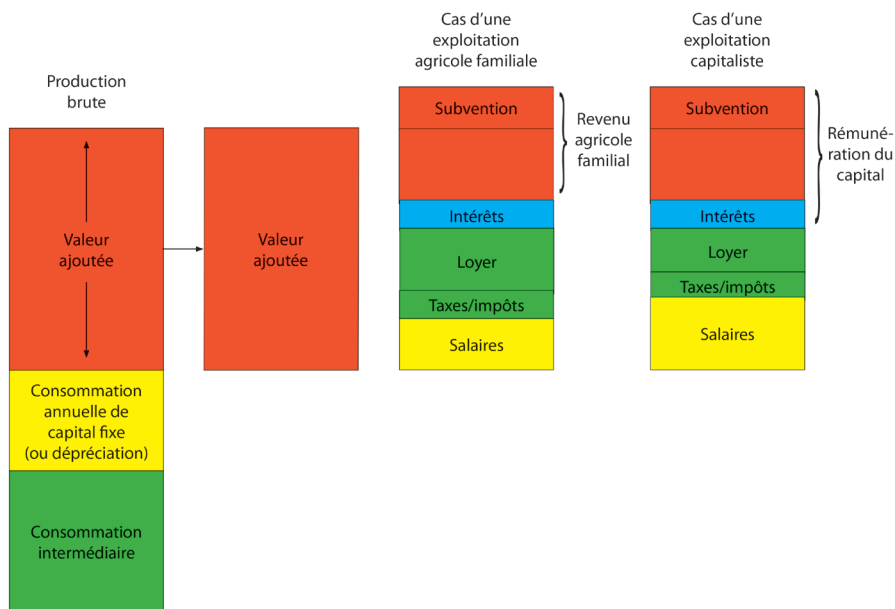 Production
brute
Valeur
ajoutée
Consommation
annuelle de
capital fixe
(ou dépréciation)
Consommation
intermédiaire
Valeur
ajoutée
Cas d’une
exploitation
agricole familiale
Subvention
Intérêts
Loyer
Taxes/impôts
Salaires
Revenu
agricole
familial
Cas d’une
exploitation
capitaliste
Subvention
Intérêts
Loyer
Taxes/impôts
Salaires
Rémuné-
ration du
capital